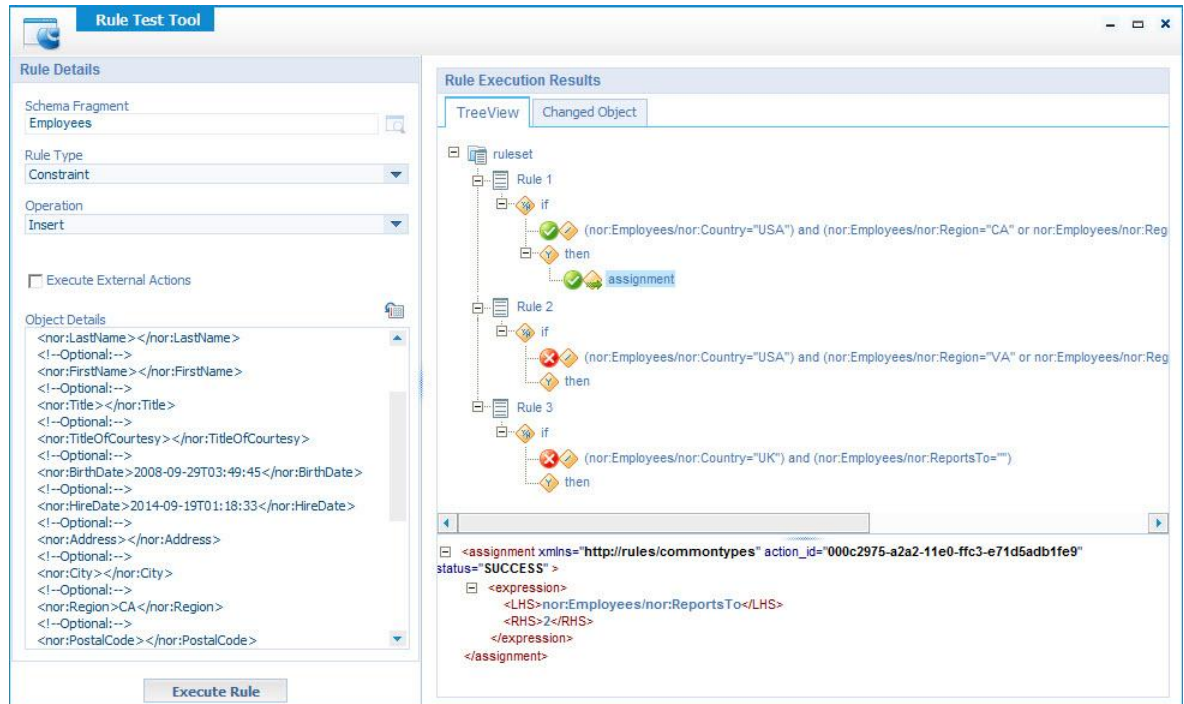 Rule Test Tool
Rule Details
Schema Fragment
Employees
Rule Type
Constraint
Operation
Insert
Execute External Actions
Object Details
<nor:LastName></nor:LastName>
<!--Optional:-->
<nor:FirstName></nor:FirstName>
<!--Optional:-->
<nor:Title></nor:Title>
<!--Optional:-->
<nor:TitleOfCourtesy></nor:TitleOfCourtesy>
<!--Optional:-->
<nor:BirthDate>2008-09-29T03:49:45</nor:BirthDate>
<!--Optional:-->
<nor:HireDate>2014-09-19T01:18:33</nor:HireDate>
<!--Optional:-->
<nor:Address></nor:Address>
<!--Optional:-->
<nor:City></nor:City>
<!--Optional:-->
<nor:Region>CA</nor:Region>
<!--Optional:-->
<nor:PostalCode></nor:PostalCode>
Execute Rule
Rule Execution Results
TreeView
Changed Object
ruleset
Rule 1
if
(nor:Employees/nor:Country="USA") and (nor:Employees/nor:Region="CA" or nor:Employees/nor:Reg
then
assignment
Rule 2
if
(nor:Employees/nor:Country="USA") and (nor:Employees/nor:Region="VA" or nor:Employees/nor:Reg
then
Rule 3
if
(nor:Employees/nor:Country="UK") and (nor:Employees/nor:ReportsTo="")
then
<assignment xmlns="http://rules/commontypes" action_id="000c2975-a2a2-11e0-ffc3-e71d5adb1fe9"
status="SUCCESS" >
<expression>
<LHS>nor:Employees/nor:ReportsTo</LHS>
<RHS>2</RHS>
</expression>
</assignment>